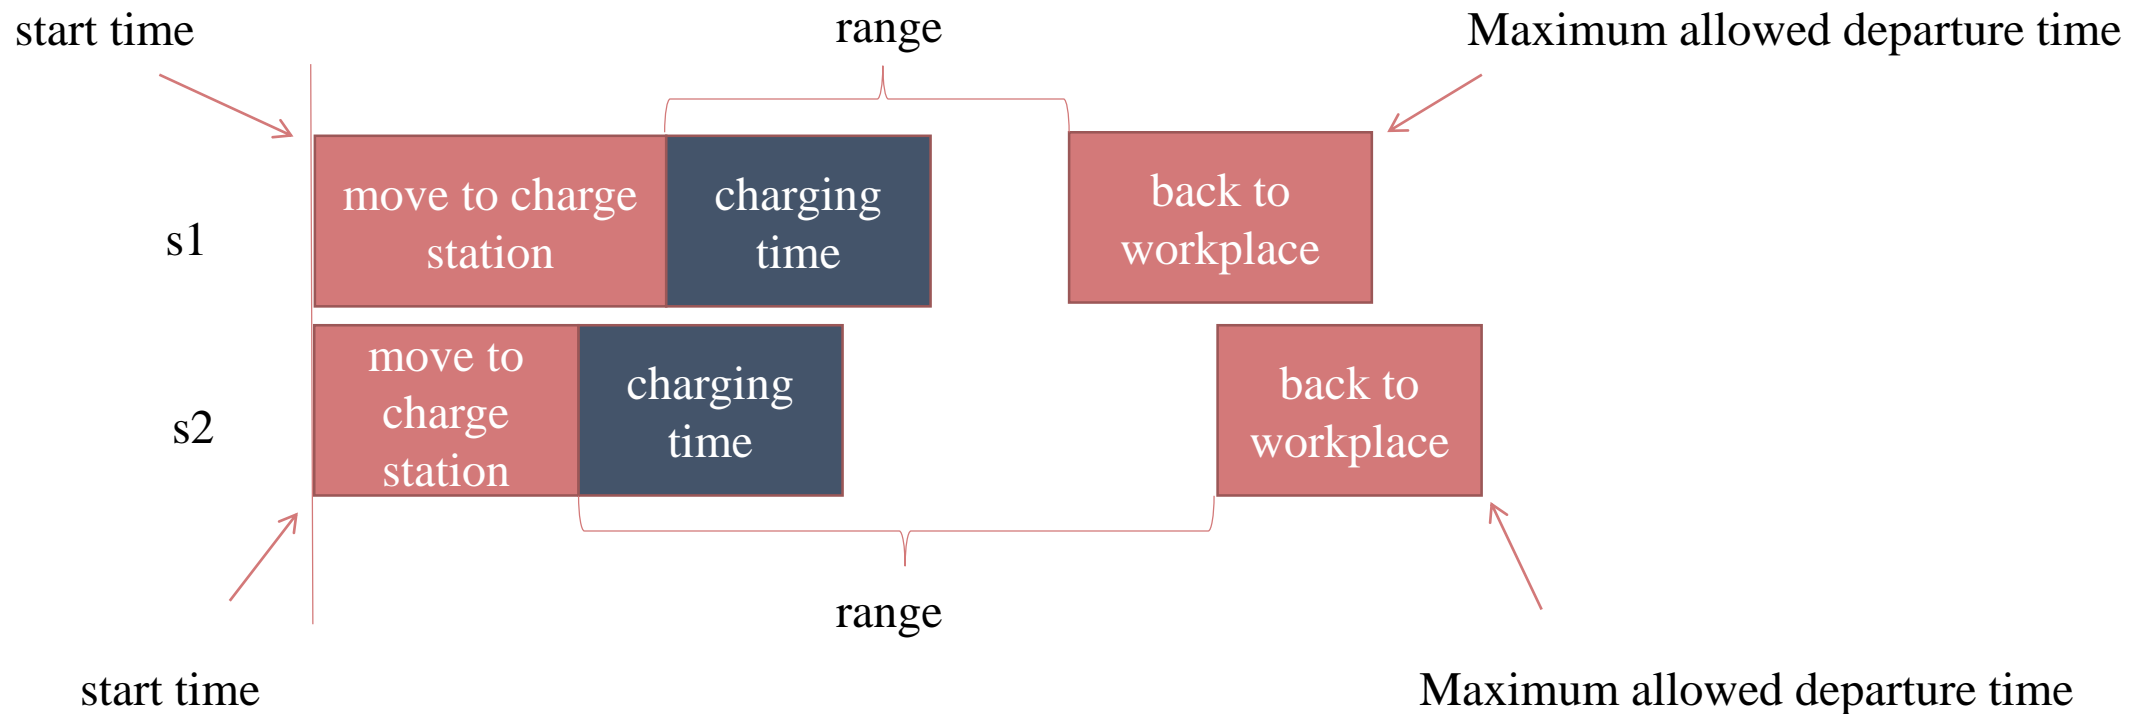 start time
range
Maximum allowed departure time
s1
move to charge
station
charging
time
back to
workplace
s2
move to
charge
station
charging
time
back to
workplace
range
start time
Maximum allowed departure time